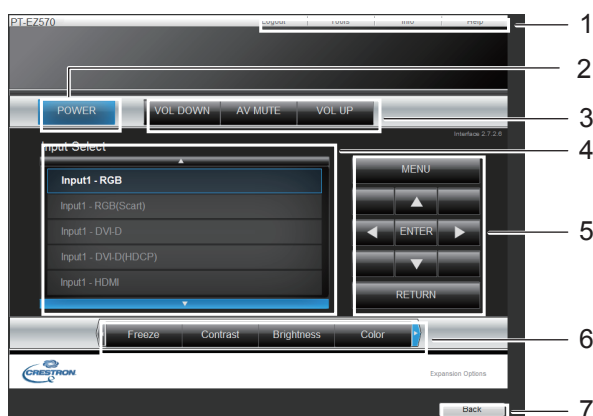 PT-EZ570
Logout Tools Info Help
1
2
POWER
VOL DOWN AV MUTE VOL UP
3
Interface 2.7.2.6
Input Select
4
Input1 - RGB
Input1 - RGB(Scart)
Input1 - DVI-D
Input1 - DVI-D(HDCP)
Input1 - HDMI
MENU
ENTER
RETURN
5
Freeze Contrast Brightness Color
6
CRESTRON
Expansion Options
Back
7